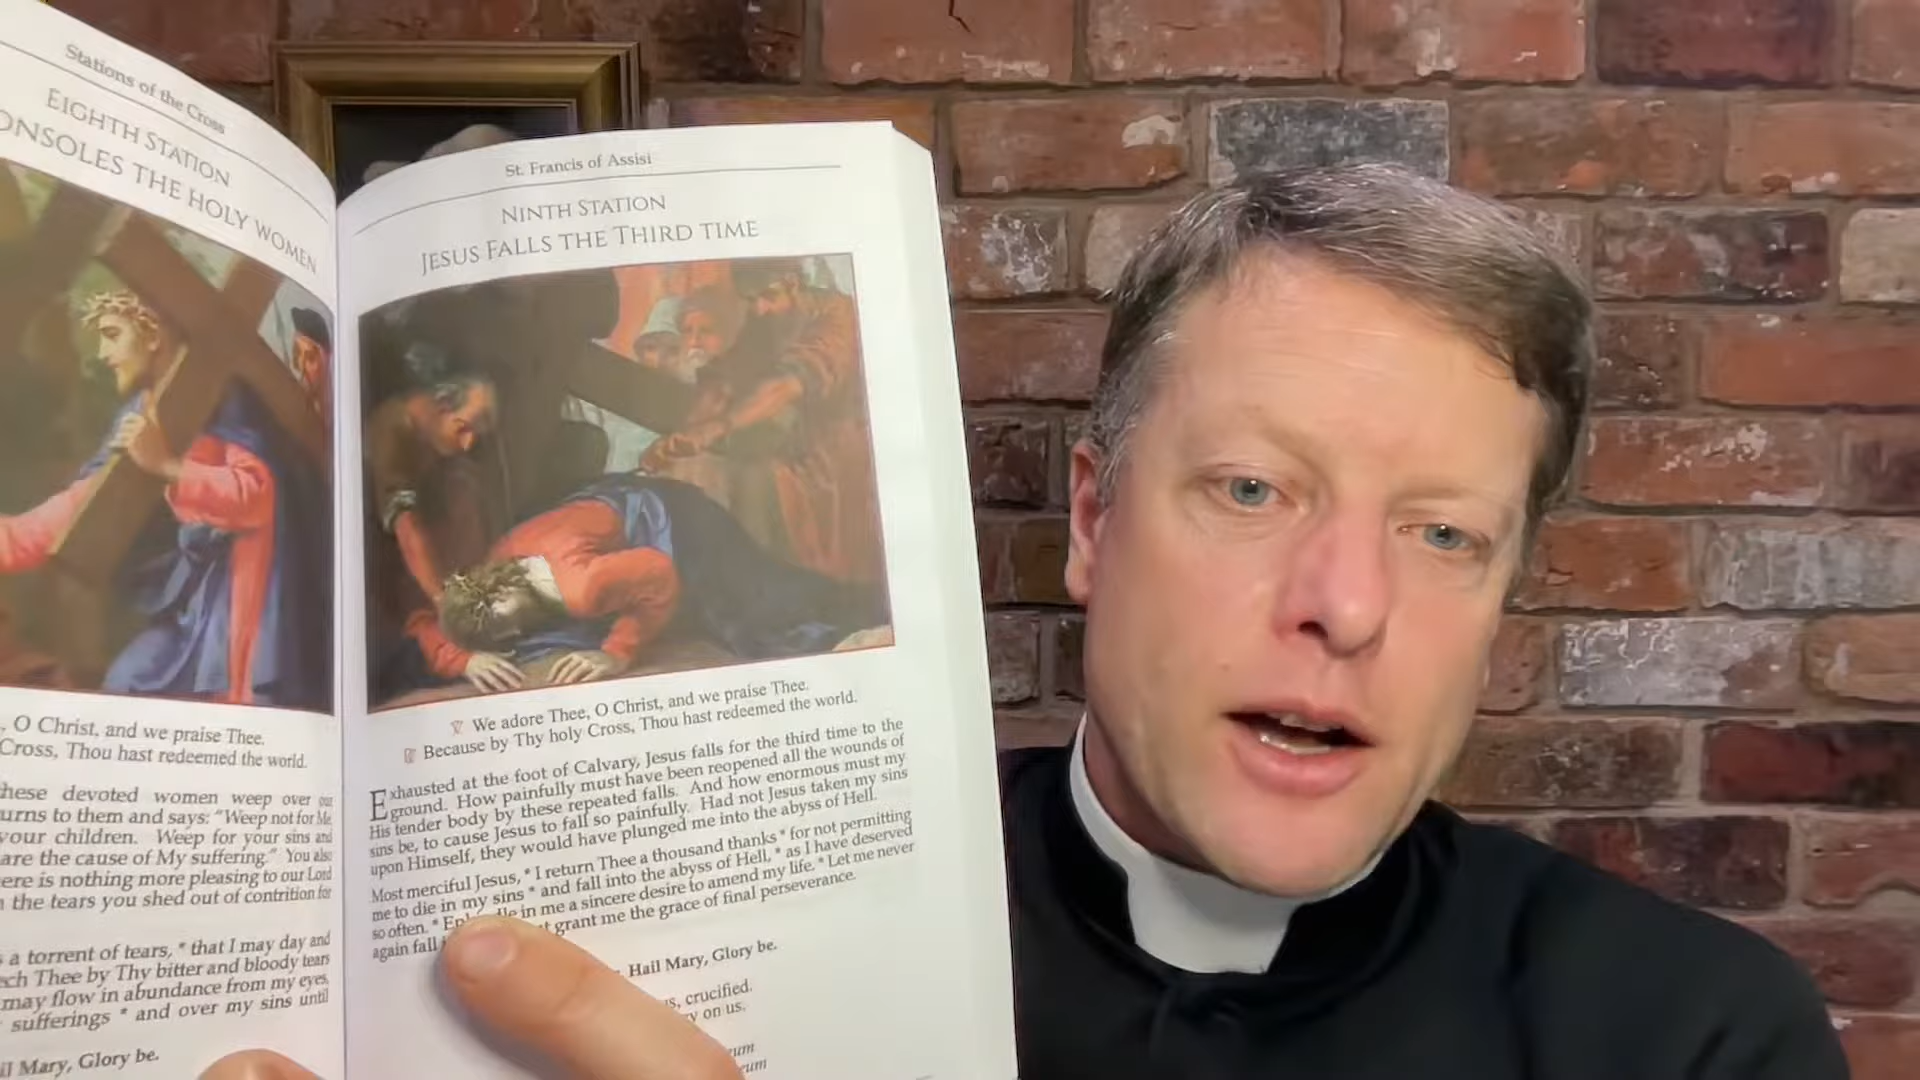 Stations of the Cross
EIGHTH STATION
ONSOLES THE HOLY WOMEN
, O Christ, and we praise Thee.
Cross, Thou hast redeemed the world.
hese devoted women weep over our
urns to them and says: "Weep not for Me,
your children. Weep for your sins and
are the cause of My suffering." You also
ere is nothing more pleasing to our Lord
the tears you shed out of contrition for
a torrent of tears, * that I may day and
ech Thee by Thy bitter and bloody tears
may flow in abundance from my eyes,
sufferings * and over my sins until
il Mary, Glory be.
St. Francis of Assisi
NINTH STATION
JESUS FALLS THE THIRD TIME
℣ We adore Thee, O Christ, and we praise Thee.
℟ Because by Thy holy Cross, Thou hast redeemed the world.
Exhausted at the foot of Calvary, Jesus falls for the third time to the
ground. How painfully must have been reopened all the wounds of
His tender body by these repeated falls. And how enormous must my
sins be, to cause Jesus to fall so painfully. Had not Jesus taken my sins
upon Himself, they would have plunged me into the abyss of Hell.
Most merciful Jesus, * I return Thee a thousand thanks * for not permitting
me to die in my sins * and fall into the abyss of Hell, * as I have deserved
so often. * in me a sincere desire to amend my life. * Let me never
again fall grant me the grace of final perseverance.
Hail Mary, Glory be.
s, crucified.
y on us.
um
um